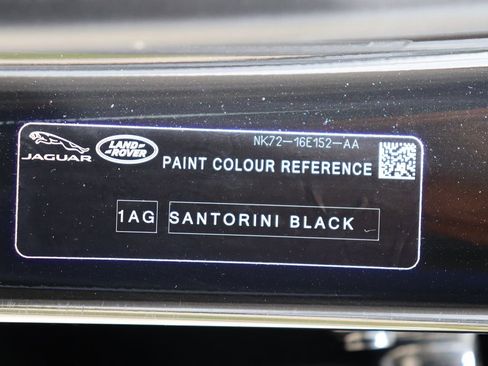 NK72-16E152-AA
JAGUAR
LAND
ROVER
PAINT COLOUR REFERENCE
1AG SANTORINI BLACK